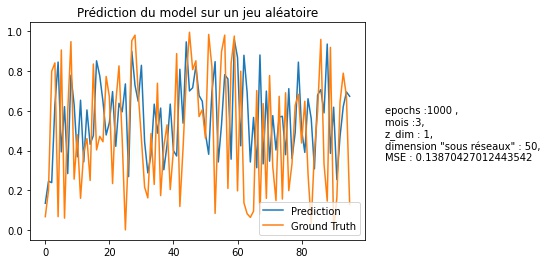 Prédiction du model sur un jeu aléatoire
1.0
0.8
0.6
0.4
0.2
0.0
0
20
40
60
80
Prediction
Ground Truth
epochs :1000 ,
mois :3,
z_dim : 1,
dimension "sous réseaux" : 50,
MSE : 0.13870427012443542